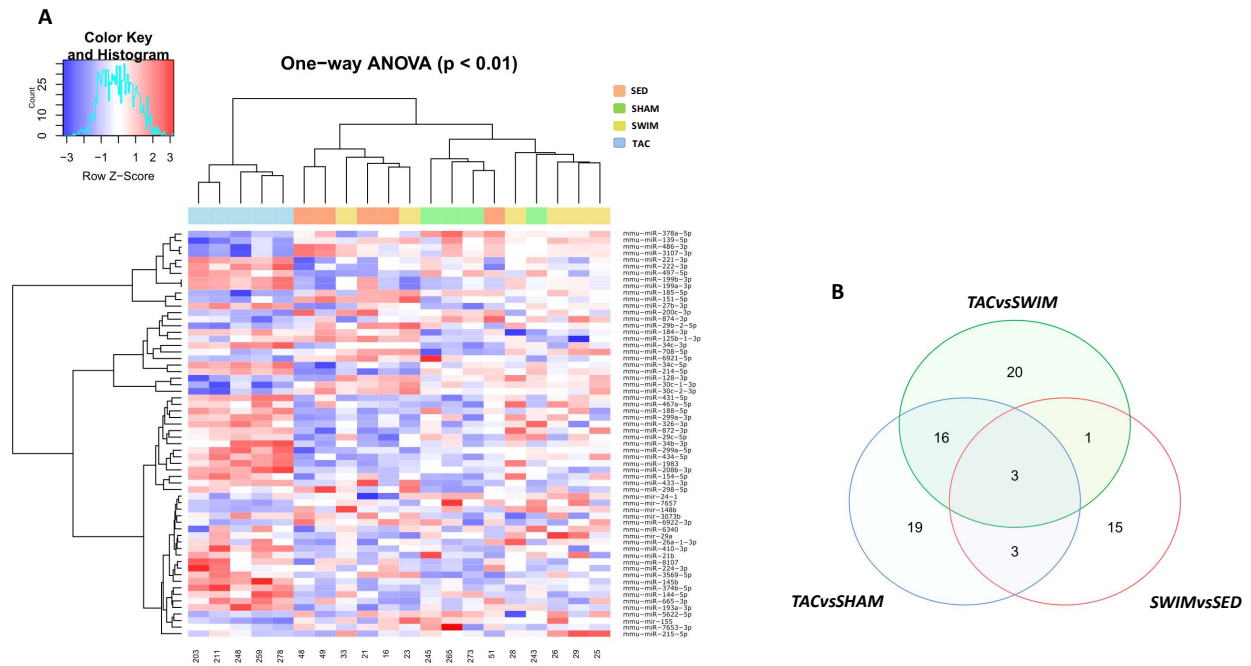 A
Color Key
and Histogram
Count
0 10 25
−3 −1 1 2 3
Row Z−Score
One−way ANOVA (p < 0.01)
SED
SHAM
SWIM
TAC
mmu−miR−378a−5p
mmu−miR−139−5p
mmu−miR−486−3p
mmu−miR−3107−3p
mmu−miR−221−3p
mmu−miR−222−3p
mmu−miR−497−5p
mmu−miR−199b−3p
mmu−miR−199a−3p
mmu−miR−185−5p
mmu−miR−151−5p
mmu−miR−27b−3p
mmu−miR−200c−3p
mmu−miR−874−3p
mmu−miR−29b−2−5p
mmu−miR−184−3p
mmu−miR−125b−1−3p
mmu−miR−34c−3p
mmu−miR−708−5p
mmu−miR−6921−5p
mmu−miR−34c−5p
mmu−miR−214−5p
mmu−miR−128−3p
mmu−miR−30c−1−3p
mmu−miR−30c−2−3p
mmu−miR−431−5p
mmu−miR−467a−5p
mmu−miR−188−5p
mmu−miR−299a−3p
mmu−miR−326−3p
mmu−miR−872−3p
mmu−miR−29c−5p
mmu−miR−34b−3p
mmu−miR−299a−5p
mmu−miR−434−5p
mmu−miR−1983
mmu−miR−208b−3p
mmu−miR−154−5p
mmu−miR−433−3p
mmu−miR−298−5p
mmu−mir−24−1
mmu−mir−7657
mmu−mir−148b
mmu−mir−3073b
mmu−miR−6922−3p
mmu−miR−6340
mmu−mir−29a
mmu−miR−26a−1−3p
mmu−miR−410−3p
mmu−miR−21b
mmu−miR−8107
mmu−miR−224−3p
mmu−miR−3569−5p
mmu−miR−145b
mmu−miR−374b−5p
mmu−miR−144−5p
mmu−miR−665−3p
mmu−miR−193a−3p
mmu−miR−5622−5p
mmu−mir−155
mmu−miR−7653−3p
mmu−miR−215−5p
203 211 248 259 278 48 49 33 21 16 23 245 265 273 51 28 243 26 29 25
B
TACvsSWIM
20
16 1
3
19 15
3
TACvsSHAM SWIMvsSED